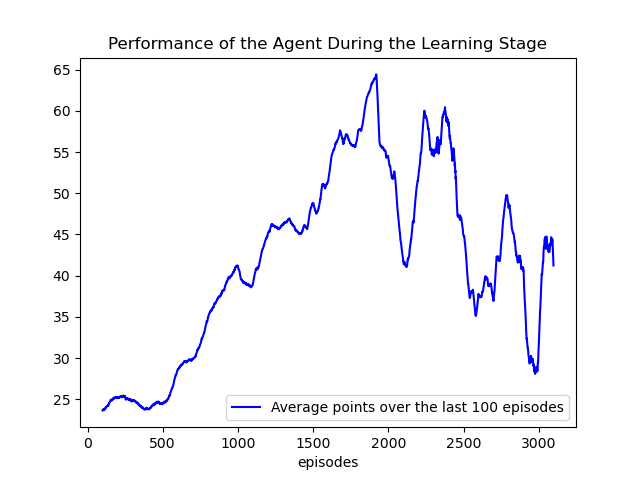 Performance of the Agent During the Learning Stage
65
60
55
50
45
40
35
30
25
Average points over the last 100 episodes
0 500 1000 1500 2000 2500 3000
episodes